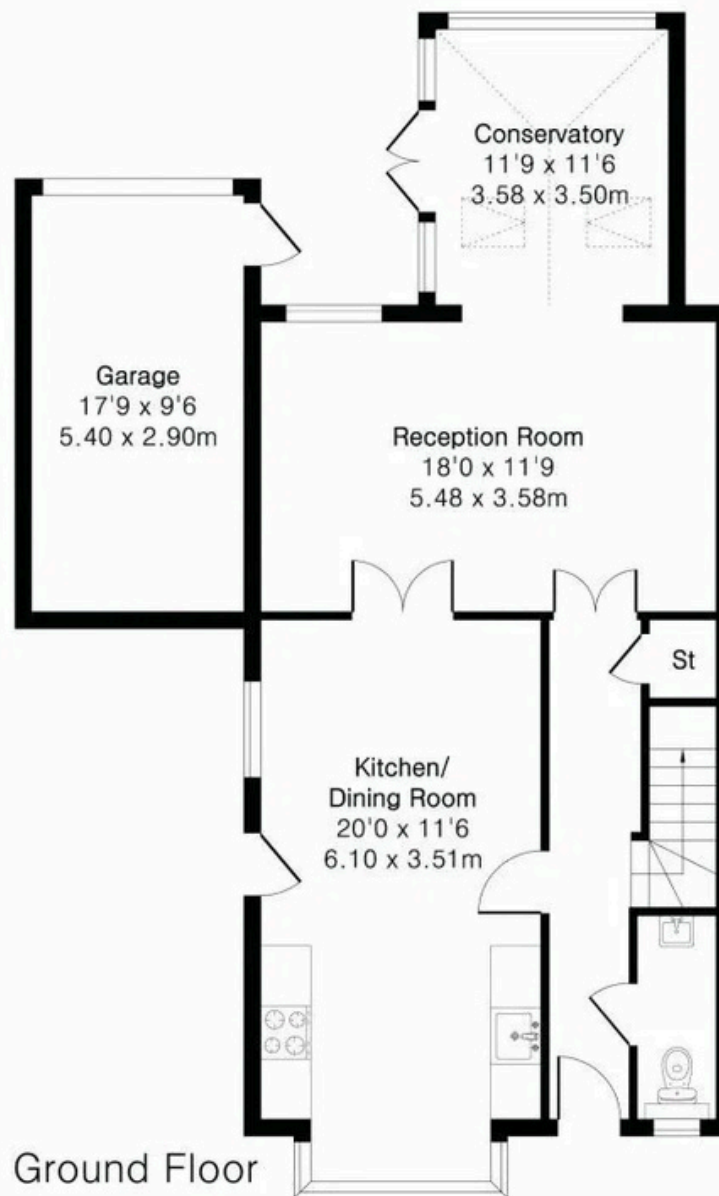 Conservatory
11'9 x 11'6
3.58 x 3.50m
Garage
17'9 x 9'6
5.40 x 2.90m
Reception Room
18'0 x 11'9
5.48 x 3.58m
St
Kitchen/
Dining Room
20'0 x 11'6
6.10 x 3.51m
Ground Floor